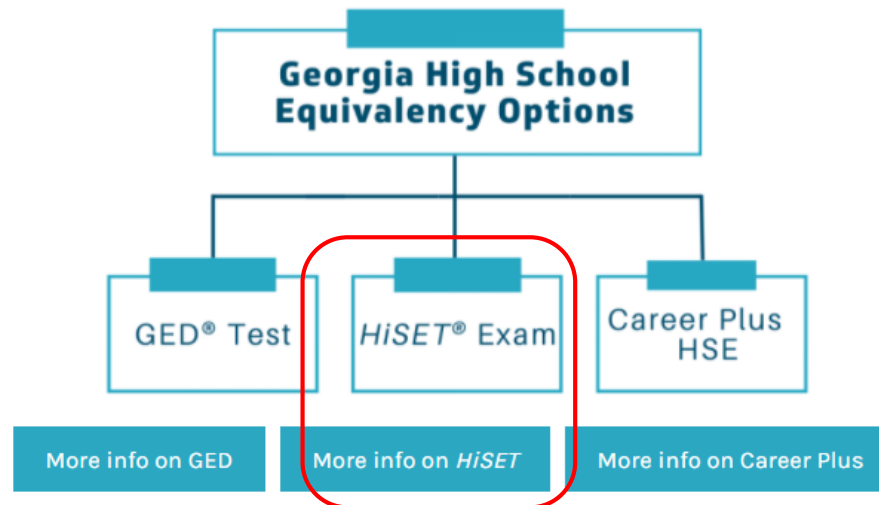 Georgia High School
Equivalency Options
GED® Test
HiSET® Exam
Career Plus
HSE
More info on GED
More info on HiSET
More info on Career Plus